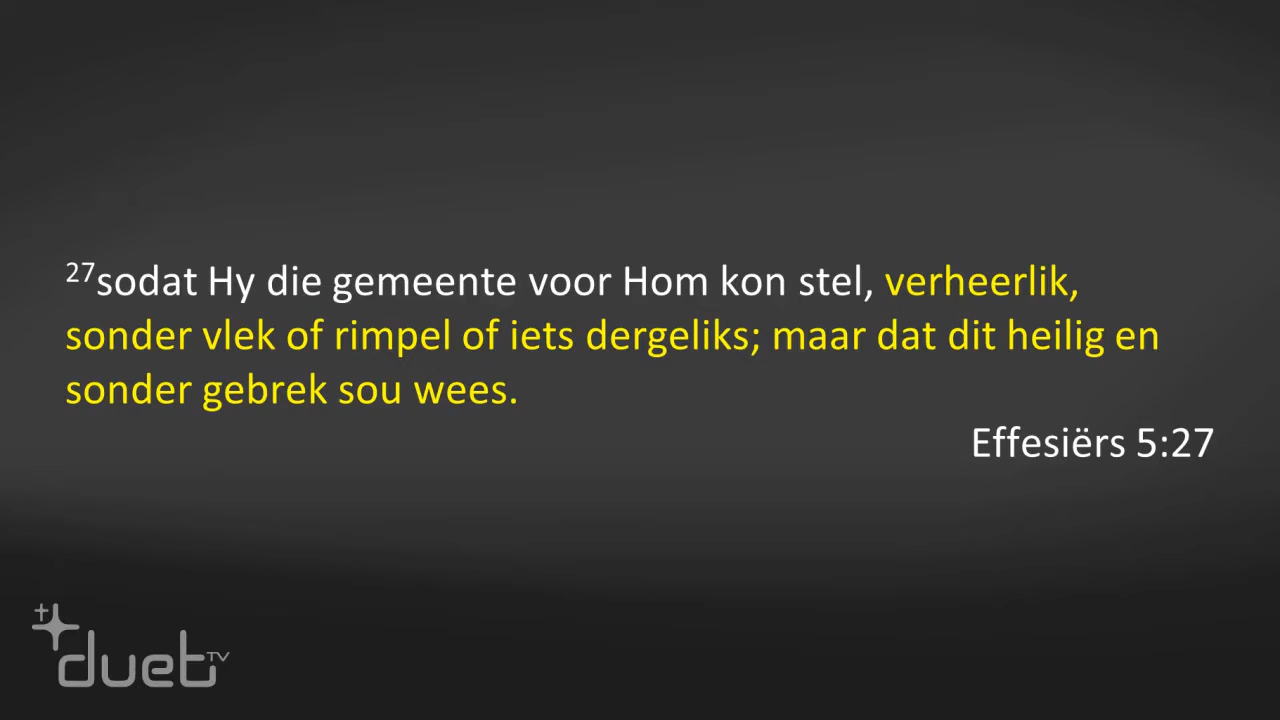 27sodat Hy die gemeente voor Hom kon stel, verheerlik,
sonder vlek of rimpel of iets dergeliks; maar dat dit heilig en
sonder gebrek sou wees.
Effesiërs 5:27
duet TV